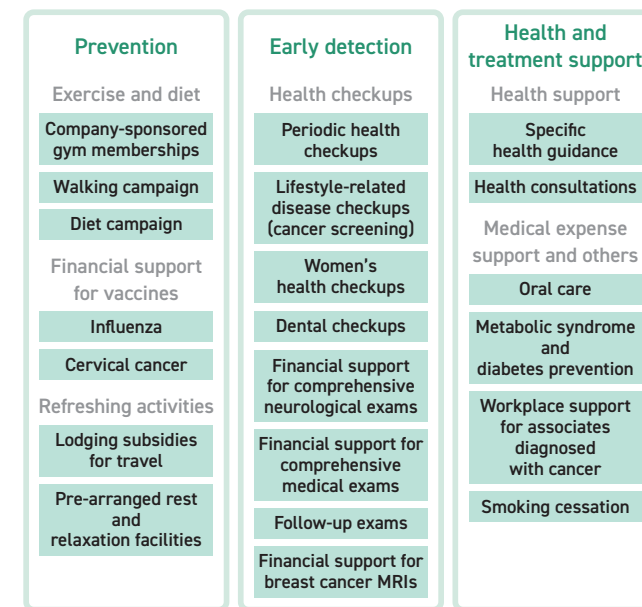 Prevention
Exercise and diet
Company-sponsored
gym memberships
Walking campaign
Diet campaign
Financial support
for vaccines
Influenza
Cervical cancer
Refreshing activities
Lodging subsidies
for travel
Pre-arranged rest
and
relaxation facilities
Early detection
Health checkups
Periodic health
checkups
Lifestyle-related
disease checkups
(cancer screening)
Women's
health checkups
Dental checkups
Financial support
for comprehensive
neurological exams
Financial support for
comprehensive
medical exams
Follow-up exams
Financial support for
breast cancer MRIs
Health and
treatment support
Health support
Specific
health guidance
Health consultations
Medical expense
support and others
Oral care
Metabolic syndrome
and
diabetes prevention
Workplace support
for associates
diagnosed
with cancer
Smoking cessation